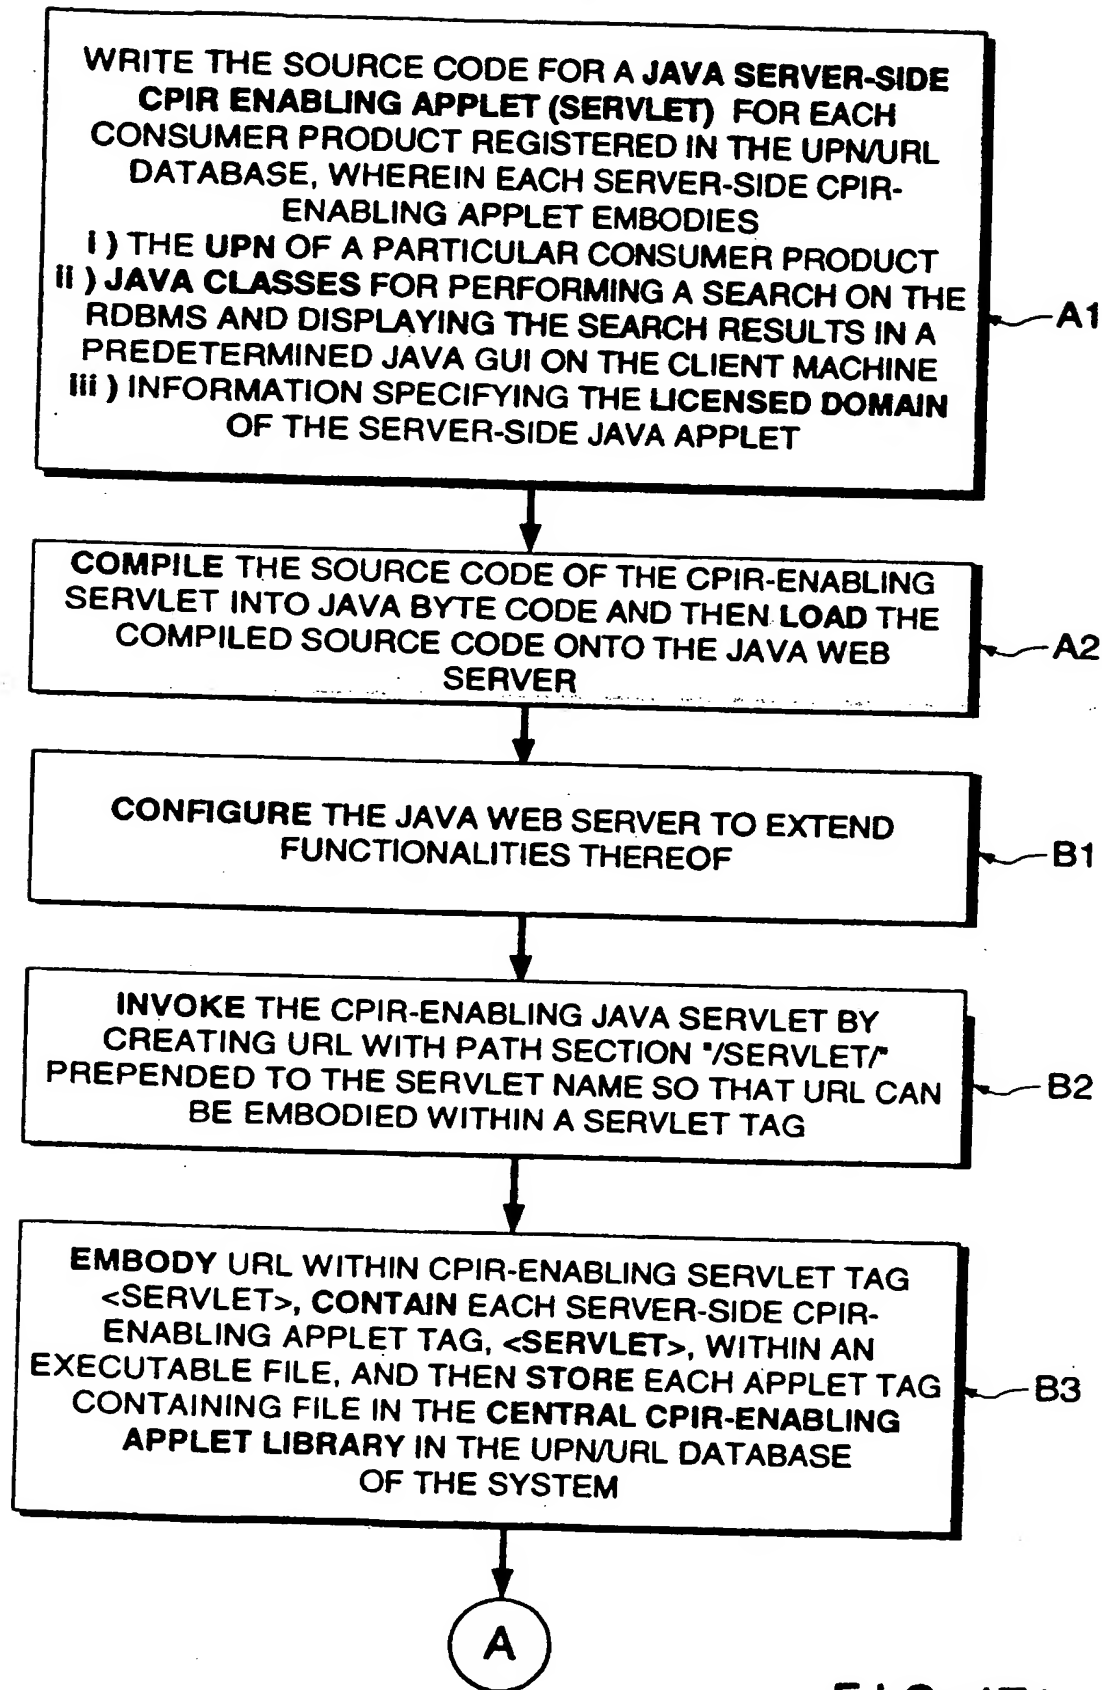 WRITE THE SOURCE CODE FOR A JAVA SERVER-SIDE
CPIR ENABLING APPLET (SERVLET) FOR EACH
CONSUMER PRODUCT REGISTERED IN THE UPN/URL
DATABASE, WHEREIN EACH SERVER-SIDE CPIR-
ENABLING APPLET EMBODIES
i ) THE UPN OF A PARTICULAR CONSUMER PRODUCT
ii ) JAVA CLASSES FOR PERFORMING A SEARCH ON THE
RDBMS AND DISPLAYING THE SEARCH RESULTS IN A
PREDETERMINED JAVA GUI ON THE CLIENT MACHINE
iii ) INFORMATION SPECIFYING THE LICENSED DOMAIN
OF THE SERVER-SIDE JAVA APPLET
A1
COMPILE THE SOURCE CODE OF THE CPIR-ENABLING
SERVLET INTO JAVA BYTE CODE AND THEN LOAD THE
COMPILED SOURCE CODE ONTO THE JAVA WEB
SERVER
A2
CONFIGURE THE JAVA WEB SERVER TO EXTEND
FUNCTIONALITIES THEREOF
B1
INVOKE THE CPIR-ENABLING JAVA SERVLET BY
CREATING URL WITH PATH SECTION "/SERVLET/"
PREPENDED TO THE SERVLET NAME SO THAT URL CAN
BE EMBODIED WITHIN A SERVLET TAG
B2
EMBODY URL WITHIN CPIR-ENABLING SERVLET TAG
<SERVLET>, CONTAIN EACH SERVER-SIDE CPIR-
ENABLING APPLET TAG, <SERVLET>, WITHIN AN
EXECUTABLE FILE, AND THEN STORE EACH APPLET TAG
CONTAINING FILE IN THE CENTRAL CPIR-ENABLING
APPLET LIBRARY IN THE UPN/URL DATABASE
OF THE SYSTEM
B3
A